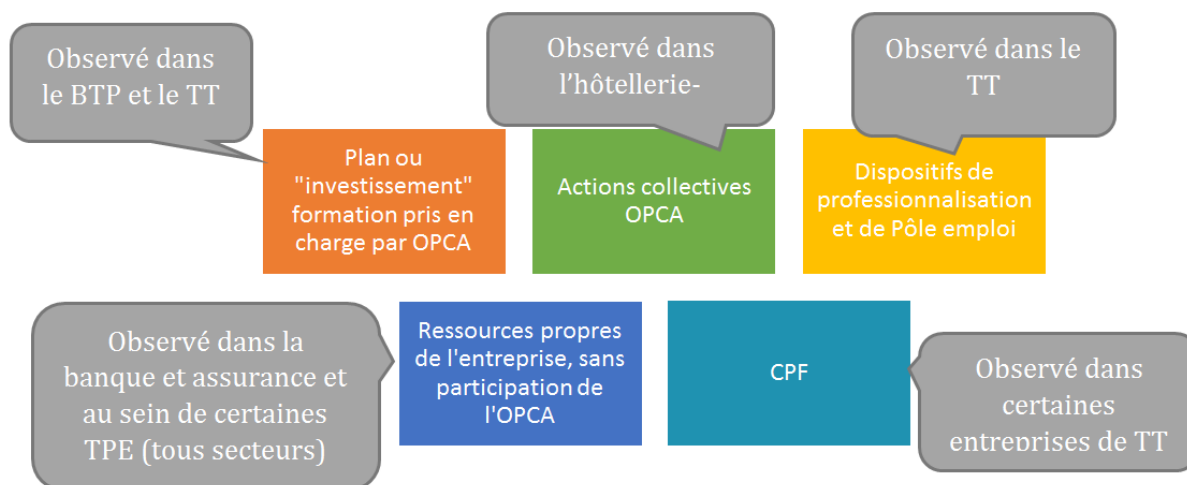 Observé dans
le BTP et le TT
Observé dans
l'hôtellerie-
Observé dans le
TT
Plan ou
"investissement"
formation pris en
charge par OPCA
Actions collectives
OPCA
Dispositifs de
professionnalisation
et de Pôle emploi
Observé dans la
banque et assurance et
au sein de certaines
TPE (tous secteurs)
Ressources propres
de l'entreprise, sans
participation de
l'OPCA
CPF
Observé dans
certaines
entreprises de TT